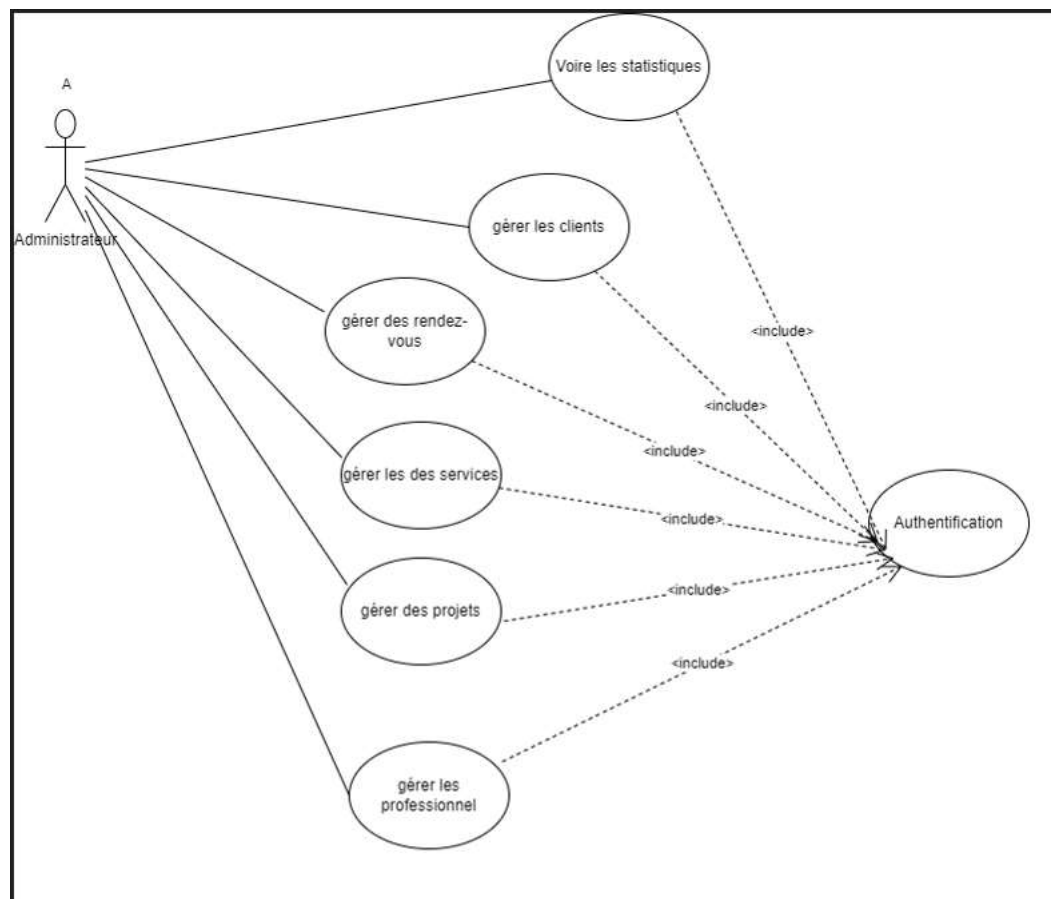 Voire les statistiques
A
Administrateur
gérer les clients
gérer des rendez-
vous
<include>
<include>
<include>
gérer les des services
<include>
Authentification
gérer des projets
<include>
<include>
gérer les
professionnel